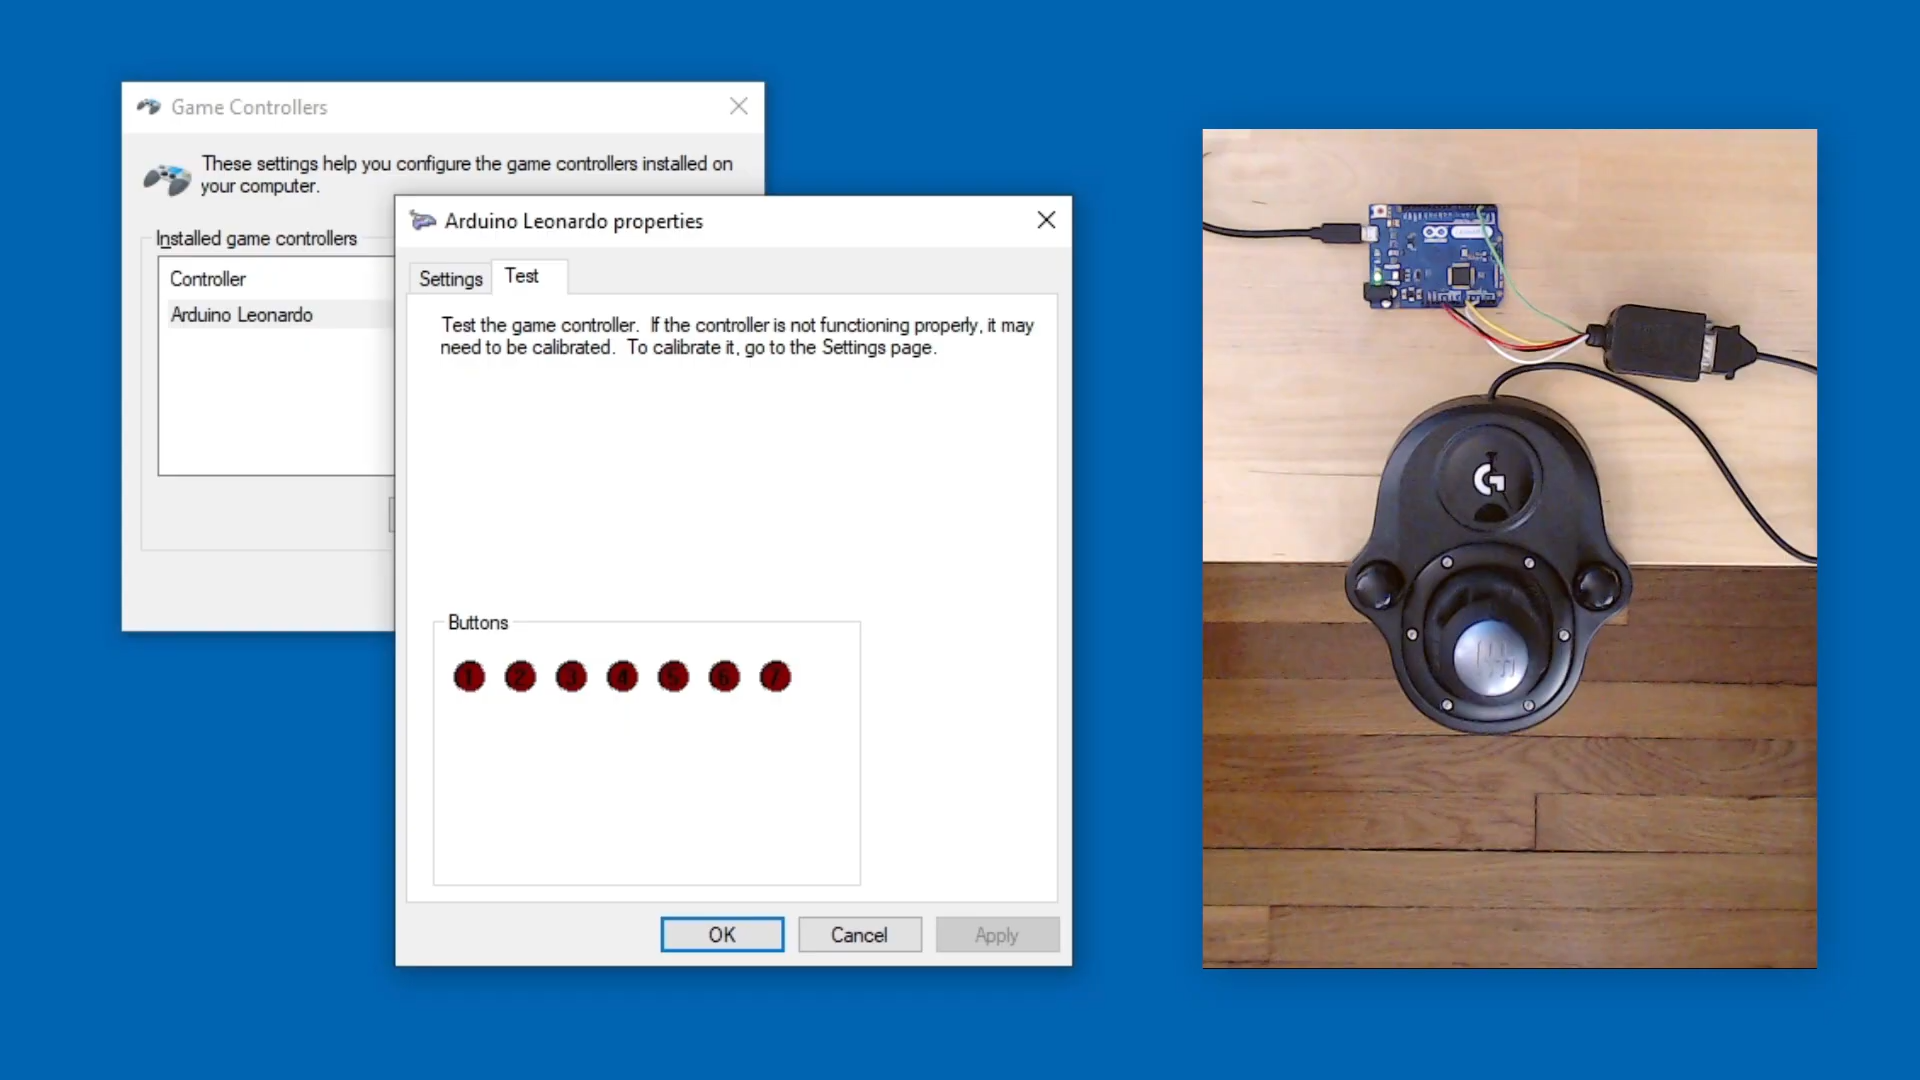 Game Controllers
These settings help you configure the game controllers installed on
your computer.
Installed game controllers
Controller
Arduino Leonardo
Arduino Leonardo properties
Settings
Test
Test the game controller.  If the controller is not functioning properly, it may
need to be calibrated.  To calibrate it, go to the Settings page.
Buttons
1 2 3 4 5 6 7
OK
Cancel
Apply
G